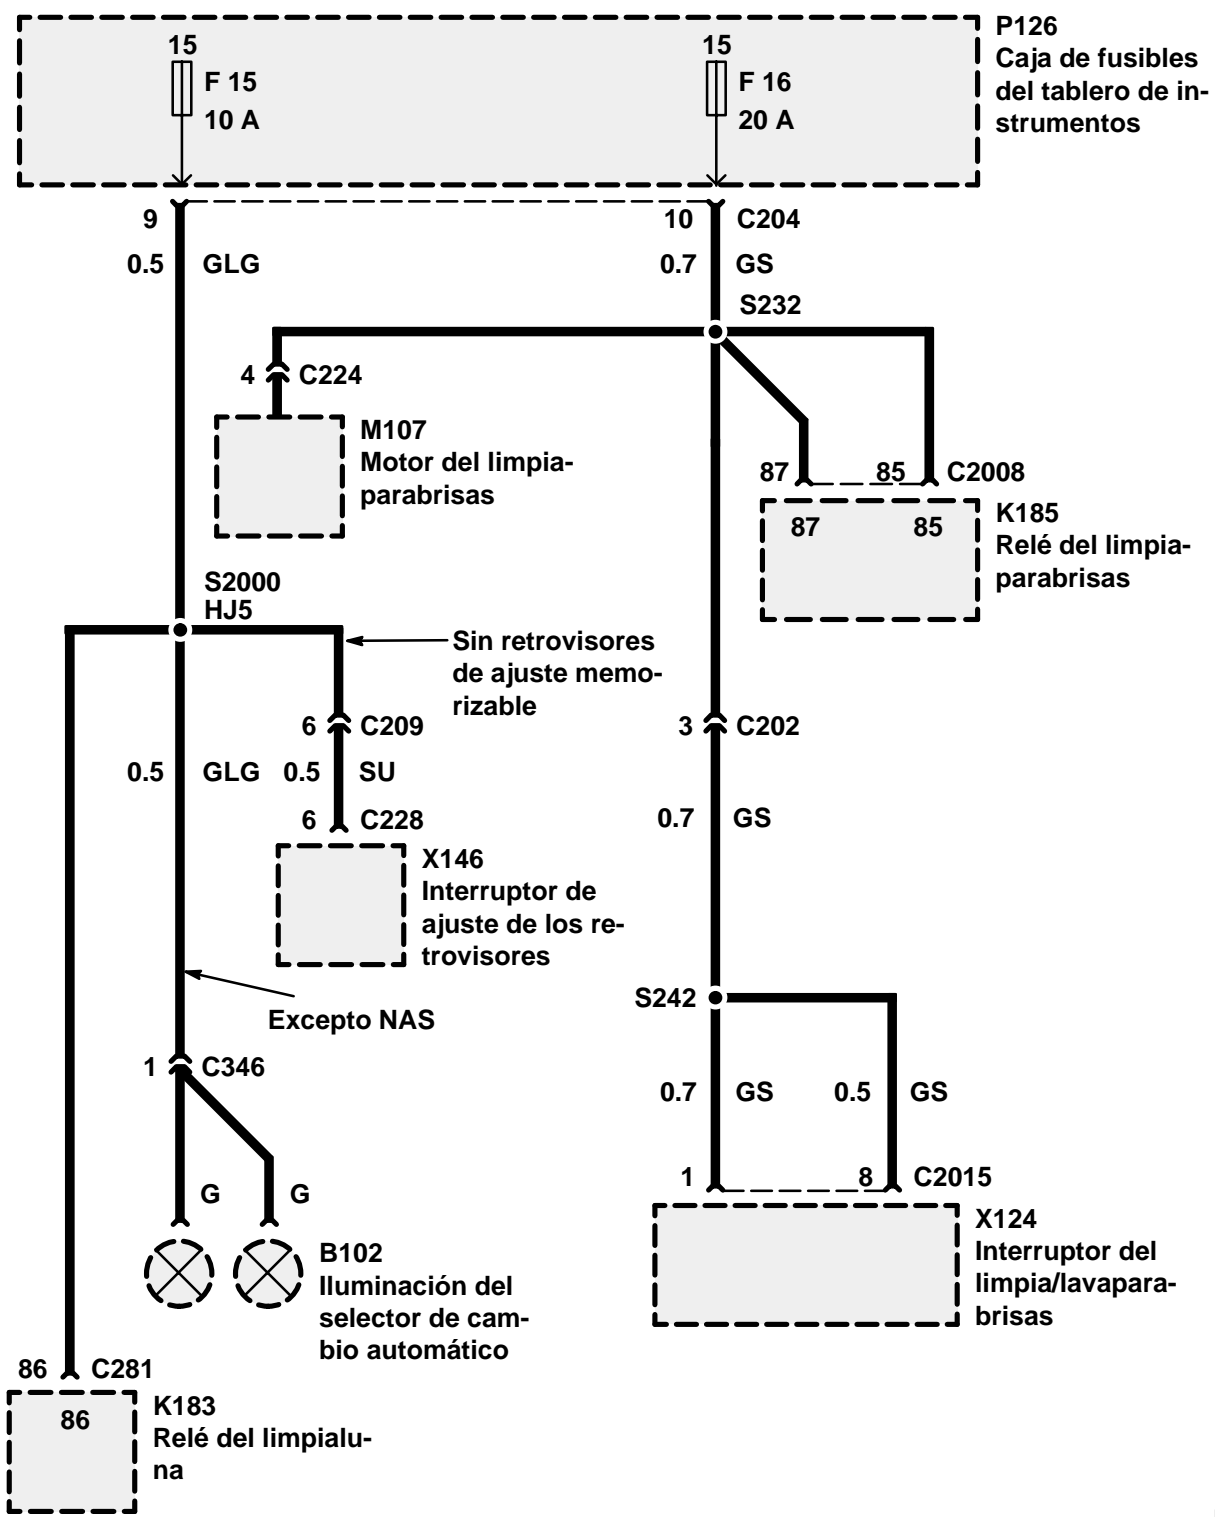 P126
Caja de fusibles
del tablero de in-
strumentos
15
F 15
10 A
15
F 16
20 A
9
10
C204
0.5
GLG
0.7
GS
S232
4
C224
M107
Motor del limpia-
parabrisas
87
85
C2008
87
85
K185
Relé del limpia-
parabrisas
S2000
HJ5
Sin retrovisores
de ajuste memo-
rizable
6
C209
3
C202
0.5
GLG
0.5
SU
6
C228
0.7
GS
X146
Interruptor de
ajuste de los re-
trovisores
Excepto NAS
S242
1
C346
0.7
GS
0.5
GS
G
G
1
8
C2015
X124
Interruptor del
limpia/lavapara-
brisas
B102
Iluminación del
selector de cam-
bio automático
86
C281
86
K183
Relé del limpialu-
na